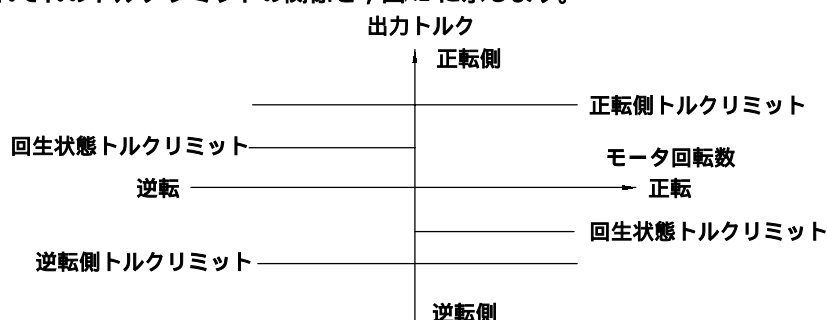 出力トルク
正転側
正転側トルクリミット
回生状態トルクリミット
モータ回転数
逆転
正転
回生状態トルクリミット
逆転側トルクリミット
逆転側